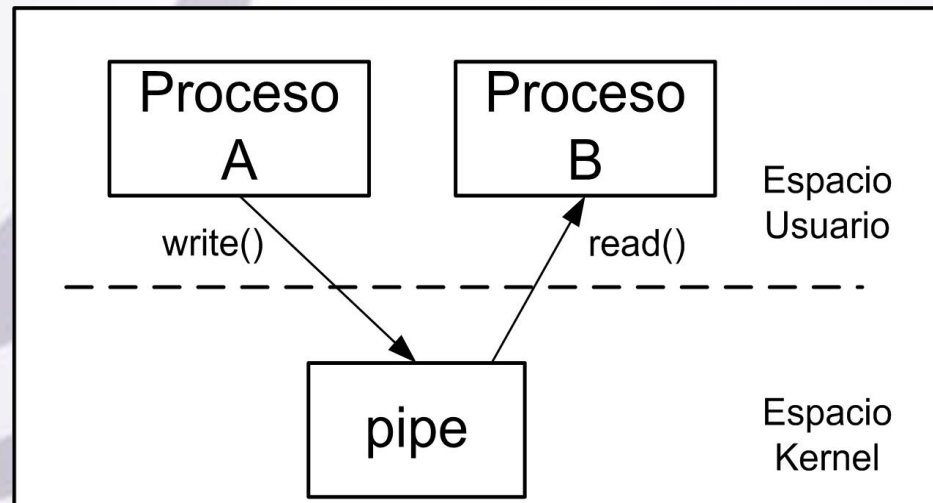 Proceso
A
Proceso
B
Espacio
Usuario
write()
read()
pipe
Espacio
Kernel